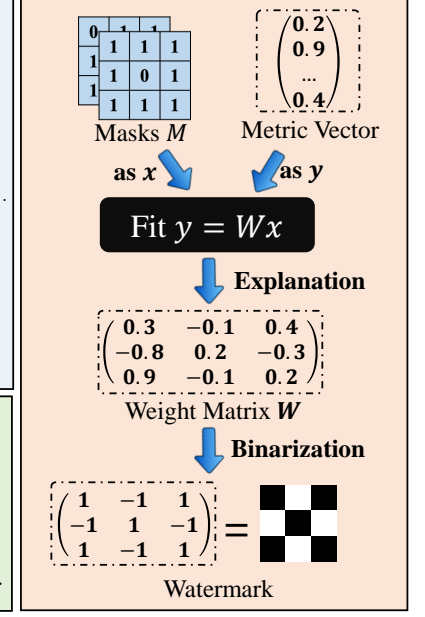 0 1 1
1
1
1 1 1
1 0 1
1 1 1
Masks M
0.2
0.9
...
0.4
Metric Vector
as x
as y
Fit y = Wx
Explanation
0.3 −0.1 0.4
−0.8 0.2 −0.3
0.9 −0.1 0.2
Weight Matrix W
Binarization
1 −1 1
−1 1 −1
1 −1 1
=
Watermark